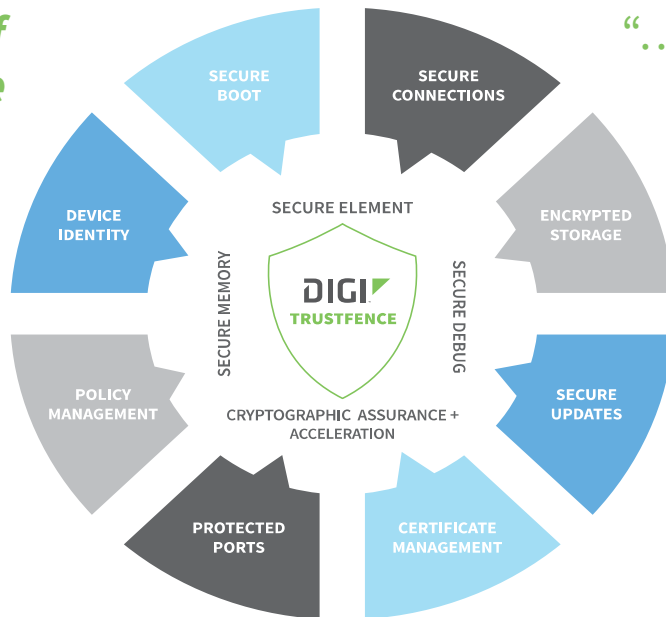 f
e
“..
SECURE
BOOT
SECURE
CONNECTIONS
DEVICE
IDENTITY
ENCRYPTED
STORAGE
SECURE ELEMENT
SECURE MEMORY
DIGI
TRUSTFENCE
SECURE DEBUG
POLICY
MANAGEMENT
SECURE
UPDATES
CRYPTOGRAPHIC ASSURANCE +
ACCELERATION
PROTECTED
PORTS
CERTIFICATE
MANAGEMENT